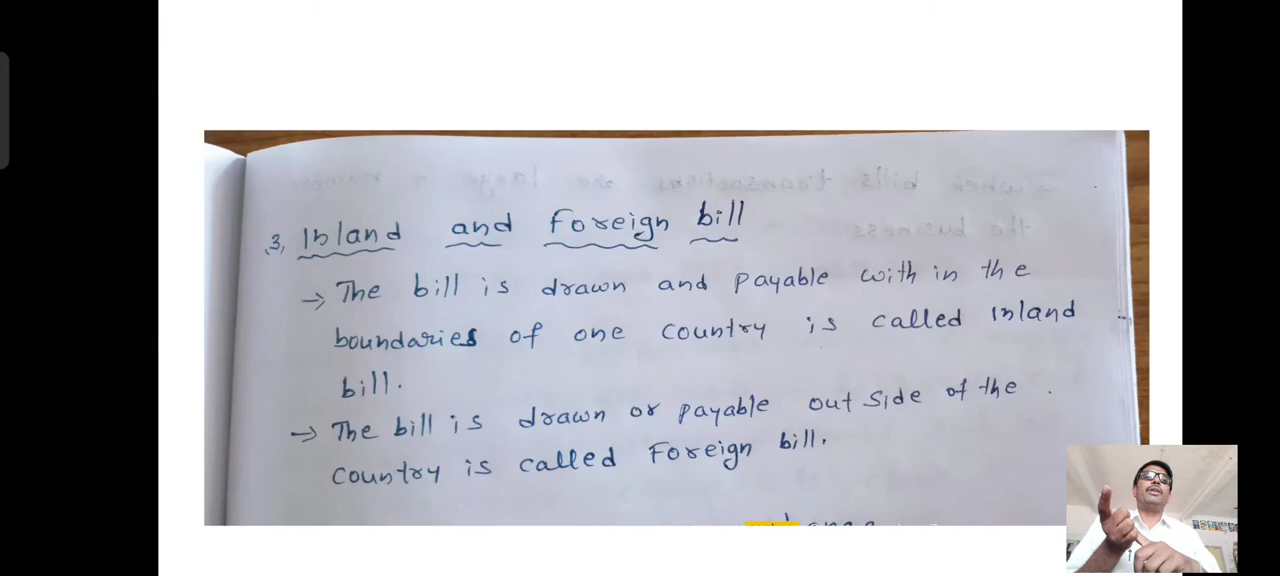 3, Inland and Foreign bill
→ The bill is drawn and payable with in the
boundaries of one country is called inland
bill.
→ The bill is drawn or payable out side of the
country is called Foreign bill.